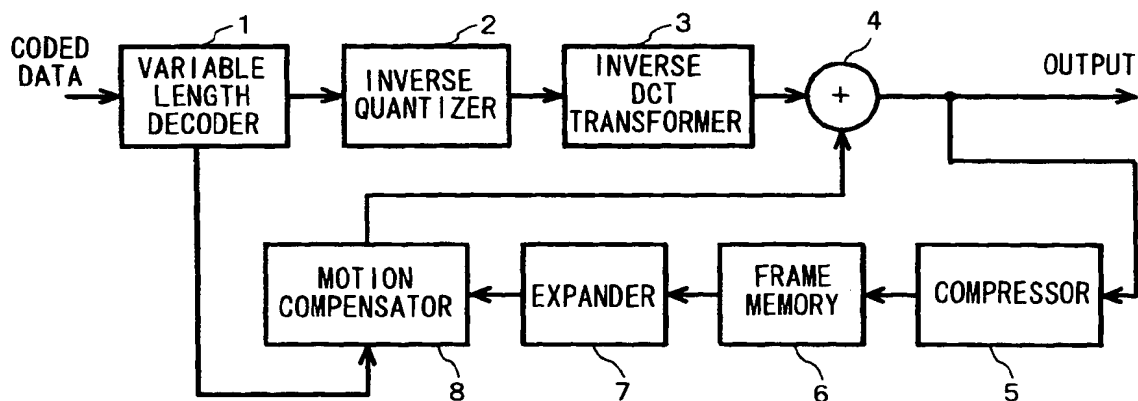 1
2
3
4
CODED
DATA
VARIABLE
LENGTH
DECODER
INVERSE
QUANTIZER
INVERSE
DCT
TRANSFORMER
+
OUTPUT
MOTION
COMPENSATOR
EXPANDER
FRAME
MEMORY
COMPRESSOR
8
7
6
5